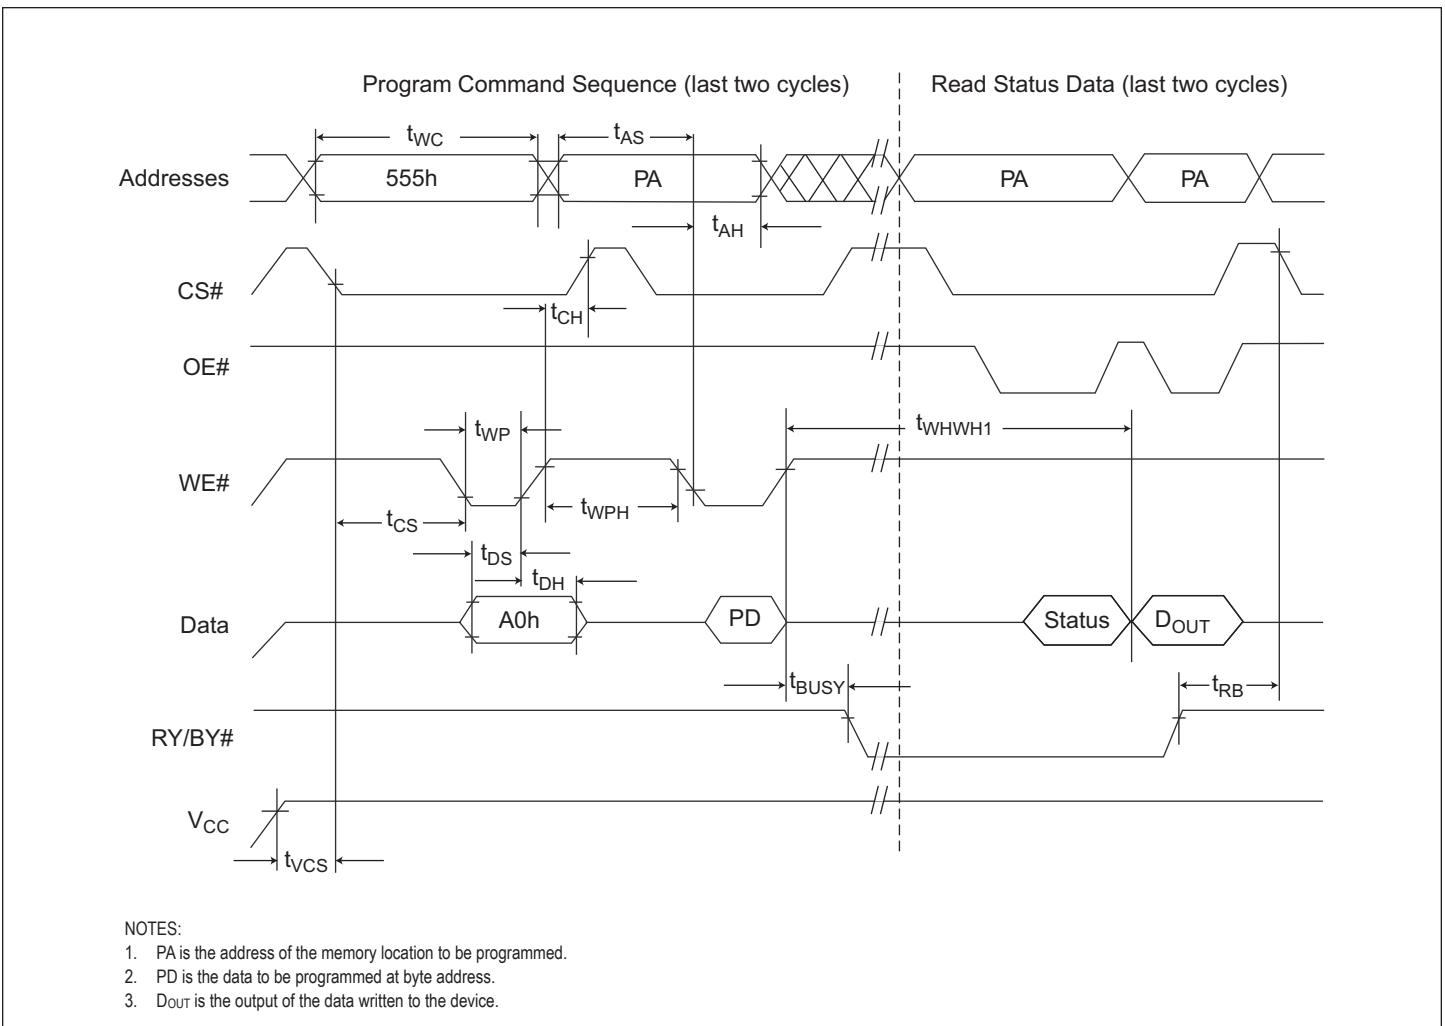 Program Command Sequence (last two cycles) Read Status Data (last two cycles)
tWC tAS
Addresses 555h PA PA PA
tAH
CS#
tCH
OE#
tWP tWHWH1
WE#
tCS tWPH
tDS
tDH
Data A0h PD Status DOUT
tBUSY tRB
RY/BY#
VCC
tVCS
NOTES:
1. PA is the address of the memory location to be programmed.
2. PD is the data to be programmed at byte address.
3. DOUT is the output of the data written to the device.